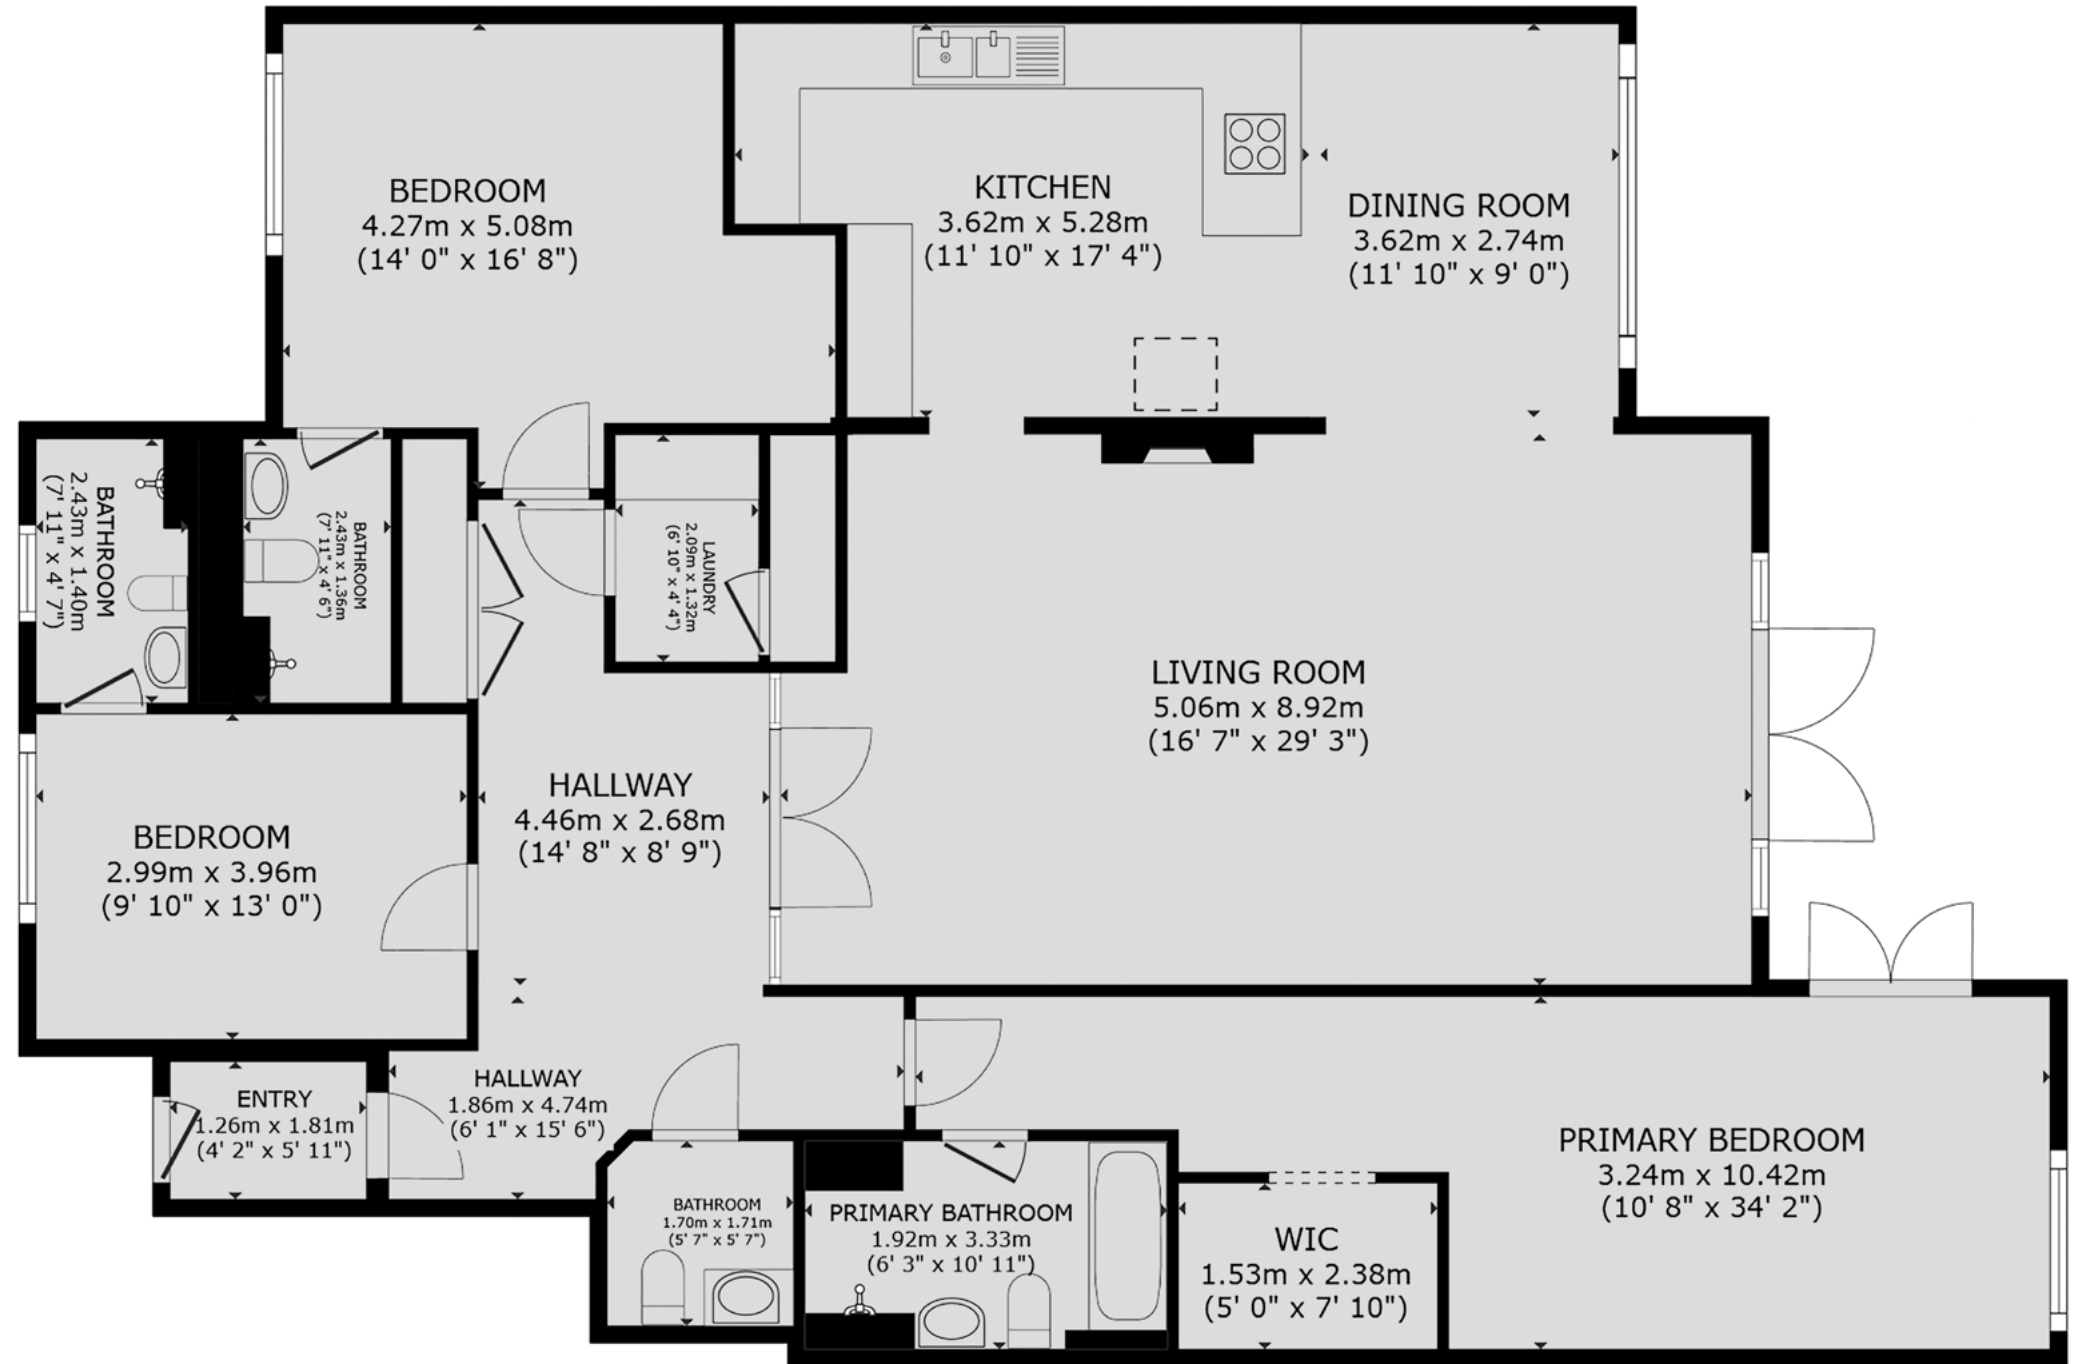 BEDROOM
4.27m x 5.08m
(14' 0" x 16' 8")
KITCHEN
3.62m x 5.28m
(11' 10" x 17' 4")
DINING ROOM
3.62m x 2.74m
(11' 10" x 9' 0")
BATHROOM
2.43m x 1.40m
(7' 11" x 4' 7")
BATHROOM
2.43m x 1.36m
(7' 11" x 4' 6")
LAUNDRY
2.09m x 1.32m
(6' 10" x 4' 4")
LIVING ROOM
5.06m x 8.92m
(16' 7" x 29' 3")
HALLWAY
4.46m x 2.68m
(14' 8" x 8' 9")
BEDROOM
2.99m x 3.96m
(9' 10" x 13' 0")
ENTRY
1.26m x 1.81m
(4' 2" x 5' 11")
HALLWAY
1.86m x 4.74m
(6' 1" x 15' 6")
BATHROOM
1.70m x 1.71m
(5' 7" x 5' 7")
PRIMARY BATHROOM
1.92m x 3.33m
(6' 3" x 10' 11")
WIC
1.53m x 2.38m
(5' 0" x 7' 10")
PRIMARY BEDROOM
3.24m x 10.42m
(10' 8" x 34' 2")